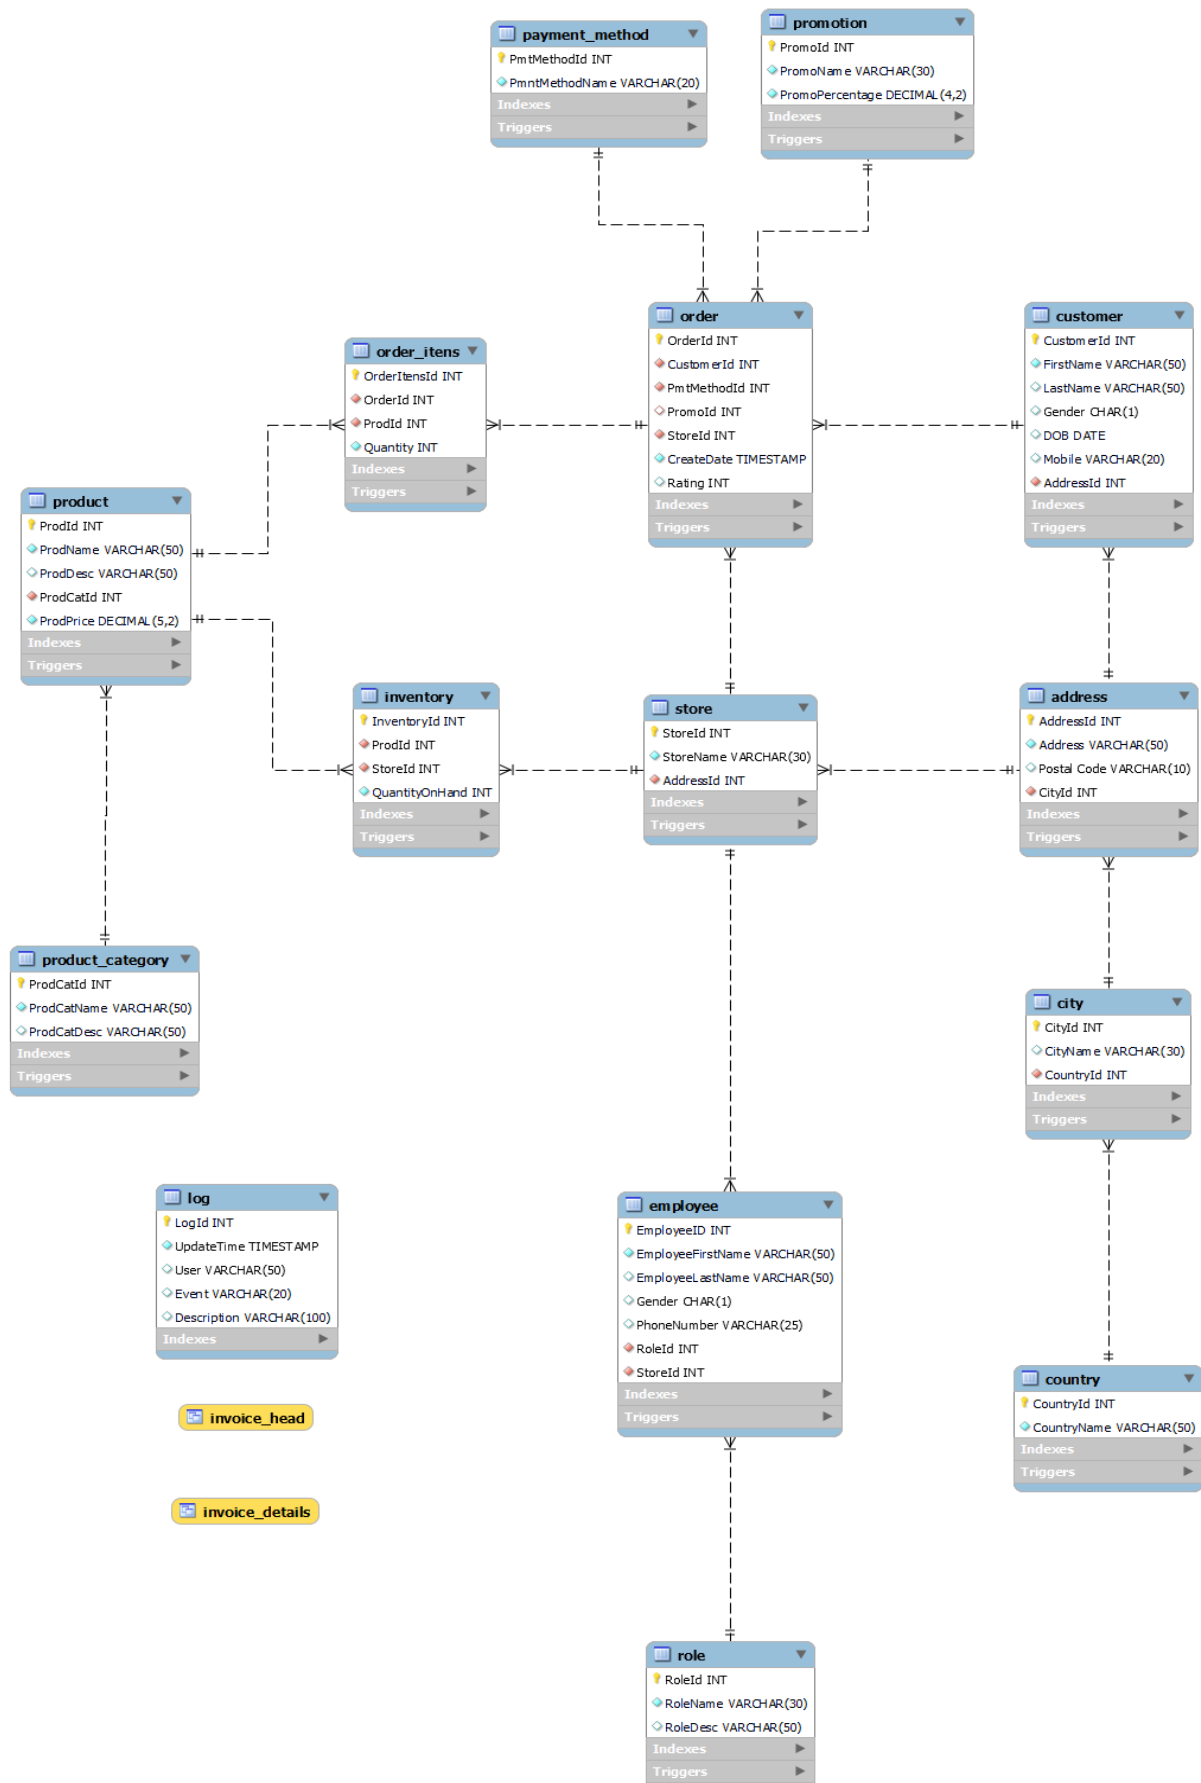 payment_method
PmtMethodId INT
PmntMethodName VARCHAR(20)
Indexes
Triggers
promotion
PromoId INT
PromoName VARCHAR(30)
PromoPercentage DECIMAL(4,2)
Indexes
Triggers
order_itens
OrderItensId INT
OrderId INT
ProdId INT
Quantity INT
Indexes
Triggers
order
OrderId INT
CustomerId INT
PmtMethodId INT
PromoId INT
StoreId INT
CreateDate TIMESTAMP
Rating INT
Indexes
Triggers
customer
CustomerId INT
FirstName VARCHAR(50)
LastName VARCHAR(50)
Gender CHAR(1)
DOB DATE
Mobile VARCHAR(20)
AddressId INT
Indexes
Triggers
product
ProdId INT
ProdName VARCHAR(50)
ProdDesc VARCHAR(50)
ProdCatId INT
ProdPrice DECIMAL(5,2)
Indexes
Triggers
inventory
InventoryId INT
ProdId INT
StoreId INT
QuantityOnHand INT
Indexes
Triggers
store
StoreId INT
StoreName VARCHAR(30)
AddressId INT
Indexes
Triggers
address
AddressId INT
Address VARCHAR(50)
Postal Code VARCHAR(10)
CityId INT
Indexes
Triggers
product_category
ProdCatId INT
ProdCatName VARCHAR(50)
ProdCatDesc VARCHAR(50)
Indexes
Triggers
city
CityId INT
CityName VARCHAR(30)
CountryId INT
Indexes
Triggers
log
LogId INT
UpdateTime TIMESTAMP
User VARCHAR(50)
Event VARCHAR(20)
Description VARCHAR(100)
Indexes
employee
EmployeeID INT
EmployeeFirstName VARCHAR(50)
EmployeeLastName VARCHAR(50)
Gender CHAR(1)
PhoneNumber VARCHAR(25)
RoleId INT
StoreId INT
Indexes
Triggers
country
CountryId INT
CountryName VARCHAR(50)
Indexes
Triggers
invoice_head
invoice_details
role
RoleId INT
RoleName VARCHAR(30)
RoleDesc VARCHAR(50)
Indexes
Triggers